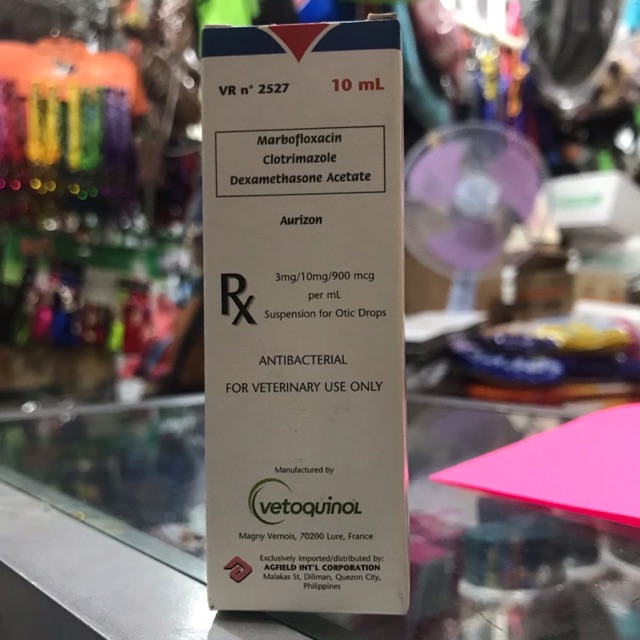 VR n° 2527
10 mL
Marbofloxacin
Clotrimazole
Dexamethasone Acetate
Aurizon
Rx
3mg/10mg/900 mcg
per mL
Suspension for Otic Drops
ANTIBACTERIAL
FOR VETERINARY USE ONLY
Manufactured by
vetoquinol
Magny Vernois, 70200 Lure, France
Exclusively imported/distributed by:
AGFIELD INT'L CORPORATION
Malakas St, Diliman, Quezon City,
Philippines